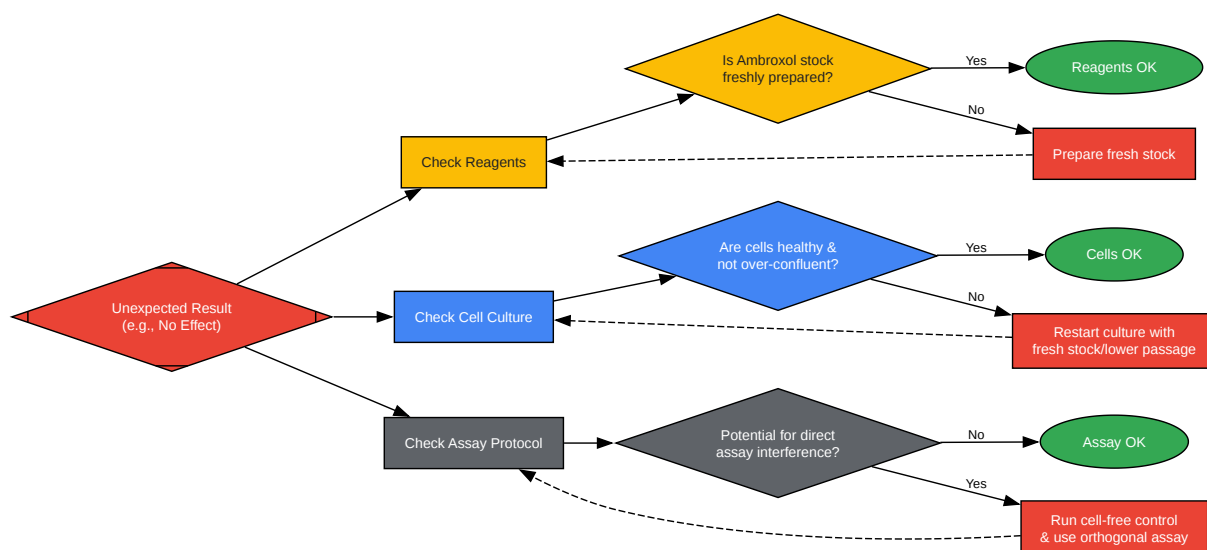 Is Ambroxol stock
freshly prepared?
Yes
Reagents OK
No
Check Reagents
Prepare fresh stock
Are cells healthy &
not over-confluent?
Yes
Cells OK
No
Unexpected Result
(e.g., No Effect)
Check Cell Culture
Restart culture with
fresh stock/lower passage
Potential for direct
assay interference?
No
Assay OK
Check Assay Protocol
Yes
Run cell-free control
& use orthogonal assay